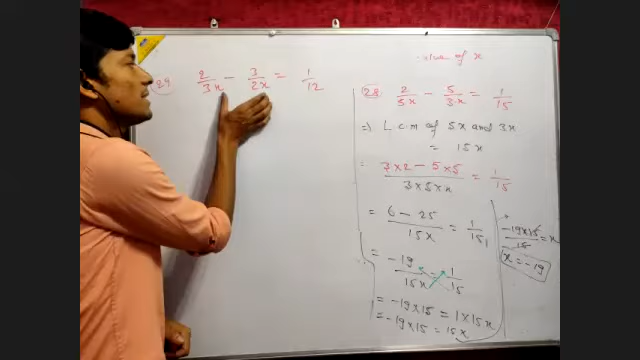 value of x
29 2/3x - 3/2x = 1/12
28. 2/5x - 5/3x = 1/15
=> L c m of 5x and 3x
= 15x
= 3×2 - 5×5 / 3×5×x = 1/15
= 6 - 25 / 15x = 1/15
= -19 / 15x = 1/15
= -19×15 = 1×15x
= -19×15 = 15x
-19×15 / 15 = x
x = -19